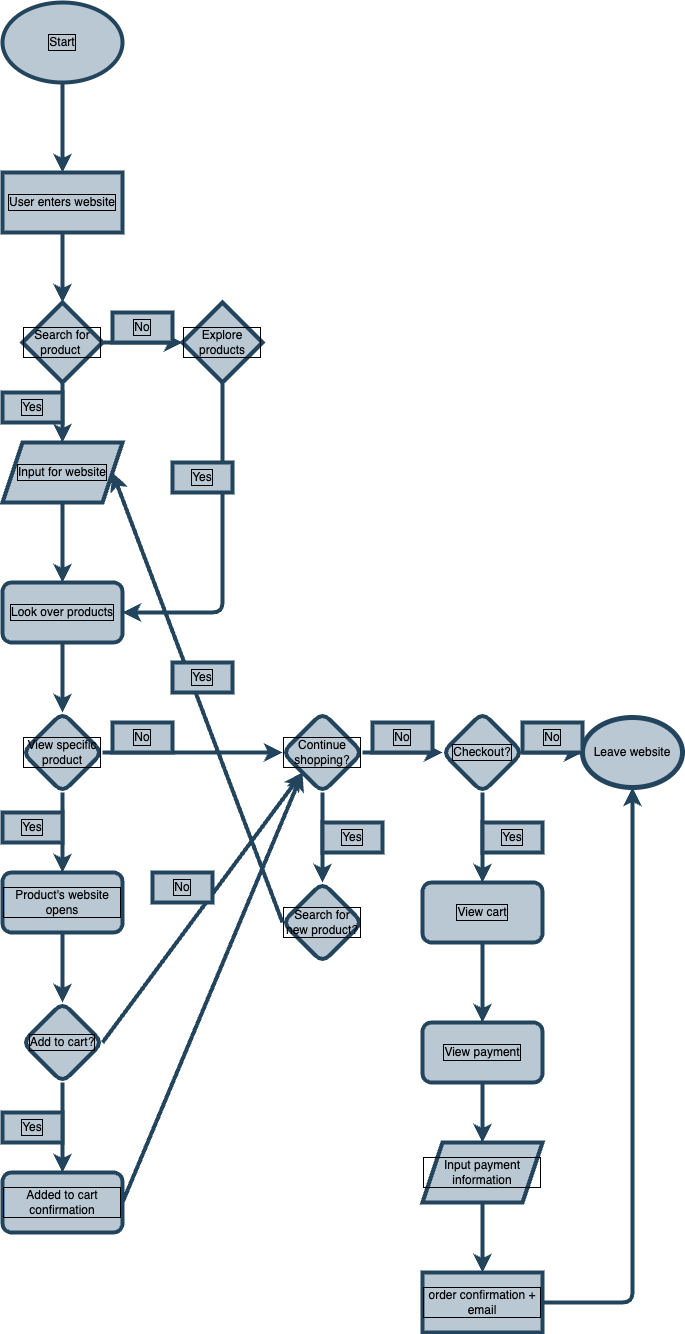 Start
User enters website
Search for
product
No
Explore
products
Yes
Input for website
Yes
Look over products
Yes
View specific
product
No
Continue
shopping?
No
Checkout?
No
Leave website
Yes
Yes
Yes
Product's website
opens
No
Search for
new product?
View cart
Add to cart?
View payment
Yes
Input payment
information
Added to cart
confirmation
order confirmation +
email